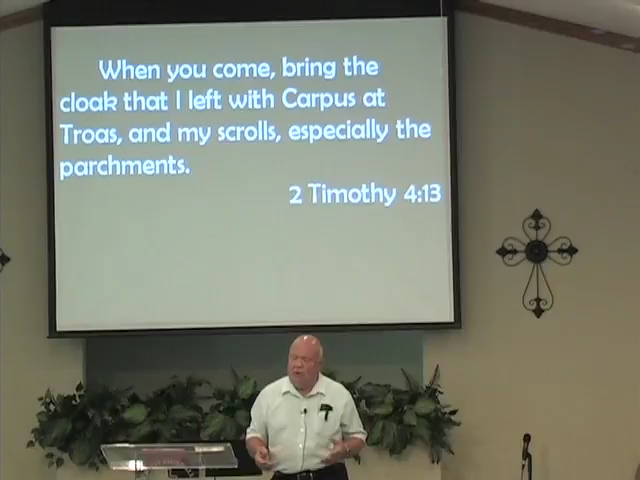 When you come, bring the
cloak that I left with Carpus at
Troas, and my scrolls, especially the
parchments.
2 Timothy 4:13